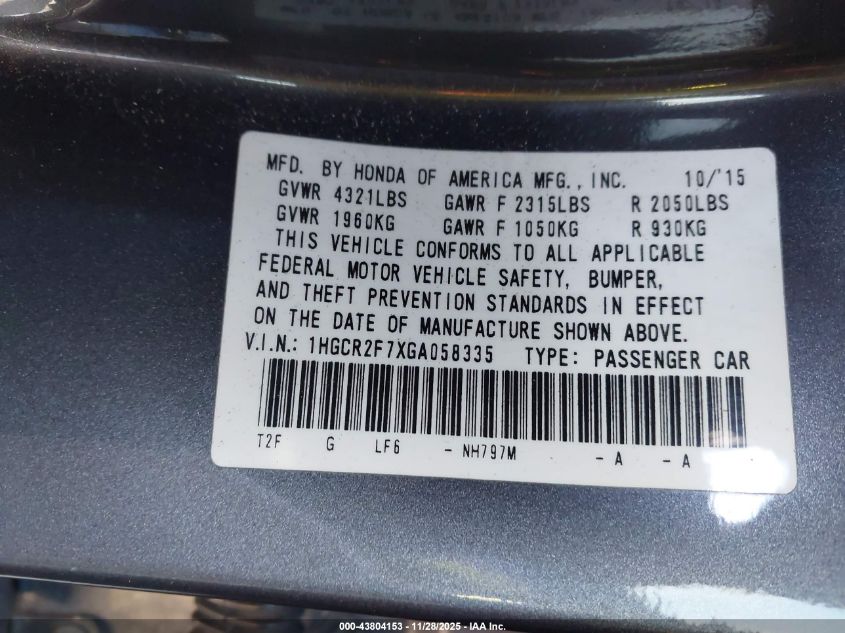 MFD. BY HONDA OF AMERICA MFG., INC. 10/'15
GVWR 4321LBS GAWR F 2315LBS R 2050LBS
GVWR 1960KG GAWR F 1050KG R 930KG
THIS VEHICLE CONFORMS TO ALL APPLICABLE
FEDERAL MOTOR VEHICLE SAFETY, BUMPER,
AND THEFT PREVENTION STANDARDS IN EFFECT
ON THE DATE OF MANUFACTURE SHOWN ABOVE.
V.I.N.: 1HGCR2F7XGA058335 TYPE: PASSENGER CAR
T2F G LF6 - NH797M - A - A
000-43804153 - 11/28/2025 - IAA Inc.